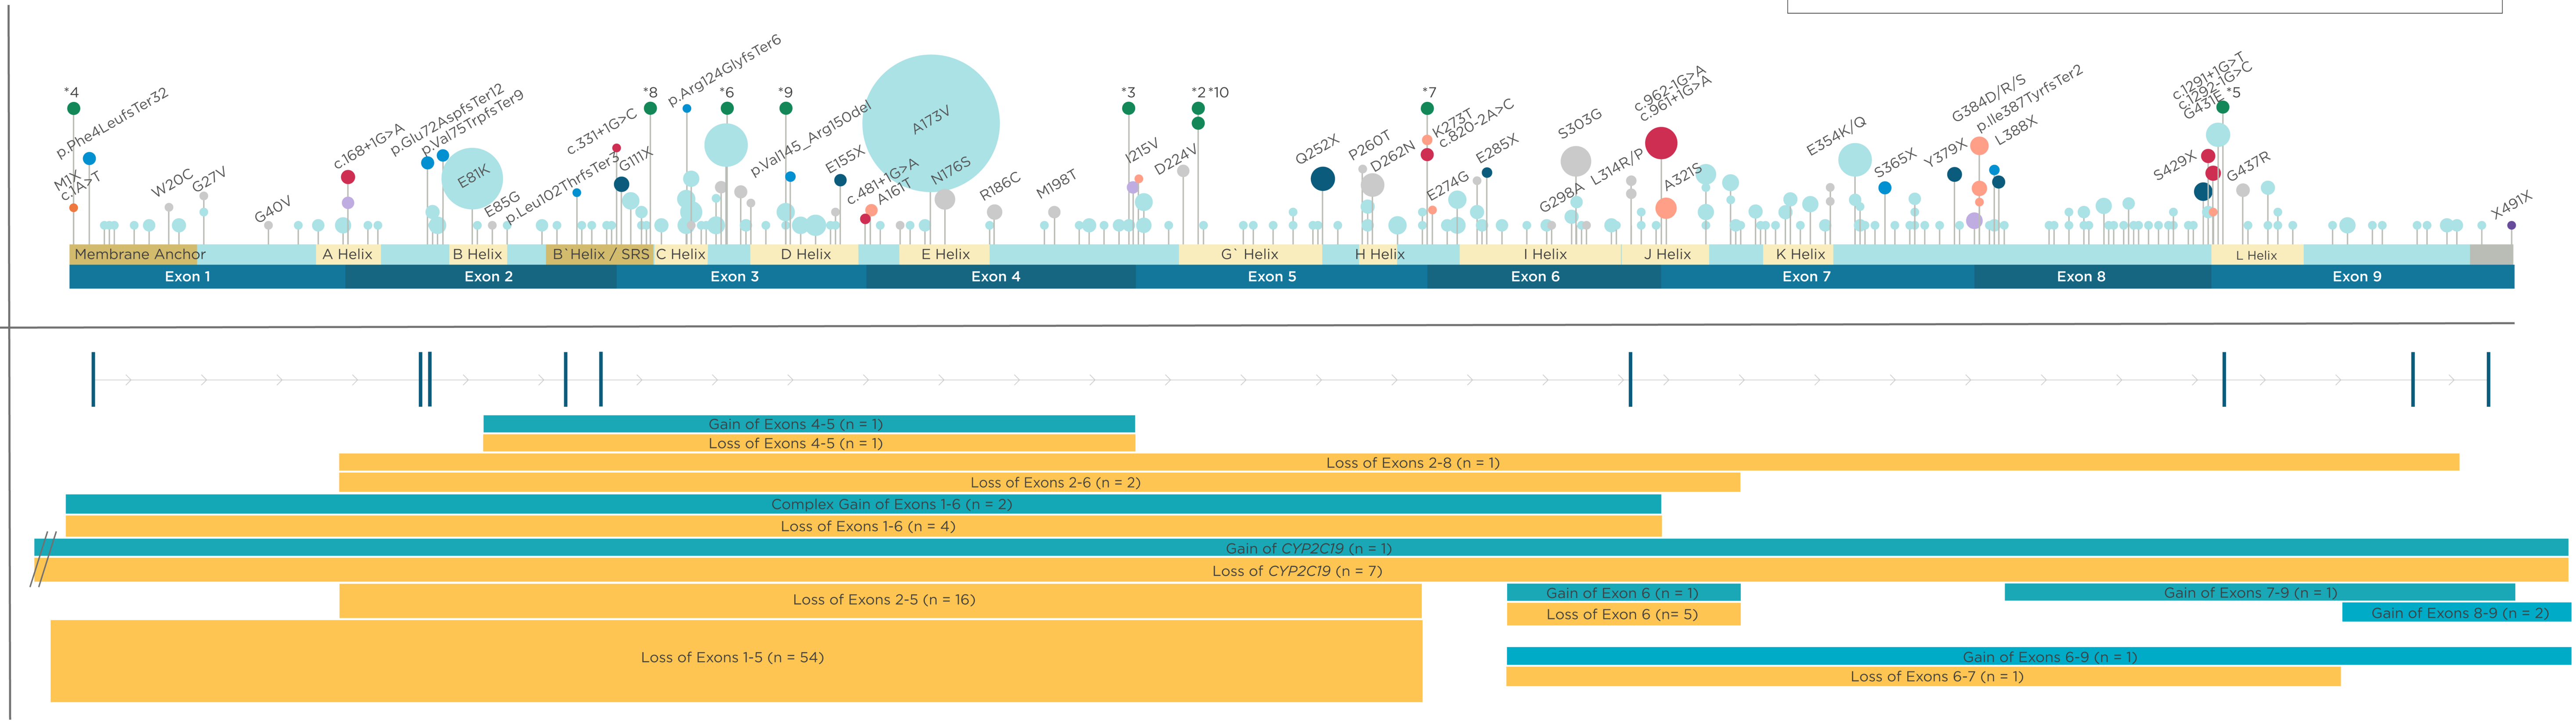 *4
p.Phe4LeufsTer32
M1X
c.1A>T
W20C
G27V
G40V
c.168+1G>A
p.Glu72AspfsTer12
p.Val75TrpfsTer9
E81K
E85G
p.Leu102ThrfsTer3
c.331+1G>C
G111X
*8
p.Arg124GlyfsTer6
*6
*9
p.Val145_Arg150del
E155X
c.481+1G>A
A161T
A173V
N176S
R186C
M198T
*3
I215V
D224V
*2 *10
Q252X
P260T
D262N
*7
K273T
c.820-2A>C
E274G
E285X
S303G
G298A
L314R/P
c.962-1G>A
c.961+1G>A
A321S
E354K/Q
S365X
Y379X
G384D/R/S
p.Ile387TyrfsTer2
L388X
S429X
c.1291+1G>T
c.1292-1G>C
G431E *5
G437R
X491X
Membrane Anchor A Helix B Helix B`Helix / SRS C Helix D Helix E Helix G` Helix H Helix I Helix J Helix K Helix L Helix
Exon 1 Exon 2 Exon 3 Exon 4 Exon 5 Exon 6 Exon 7 Exon 8 Exon 9
Gain of Exons 4-5 (n = 1)
Loss of Exons 4-5 (n = 1)
Loss of Exons 2-8 (n = 1)
Loss of Exons 2-6 (n = 2)
Complex Gain of Exons 1-6 (n = 2)
Loss of Exons 1-6 (n = 4)
Gain of CYP2C19 (n = 1)
Loss of CYP2C19 (n = 7)
Loss of Exons 2-5 (n = 16)
Gain of Exon 6 (n = 1)
Gain of Exons 7-9 (n = 1)
Loss of Exon 6 (n= 5)
Gain of Exons 8-9 (n = 2)
Loss of Exons 1-5 (n = 54)
Gain of Exons 6-9 (n = 1)
Loss of Exons 6-7 (n = 1)